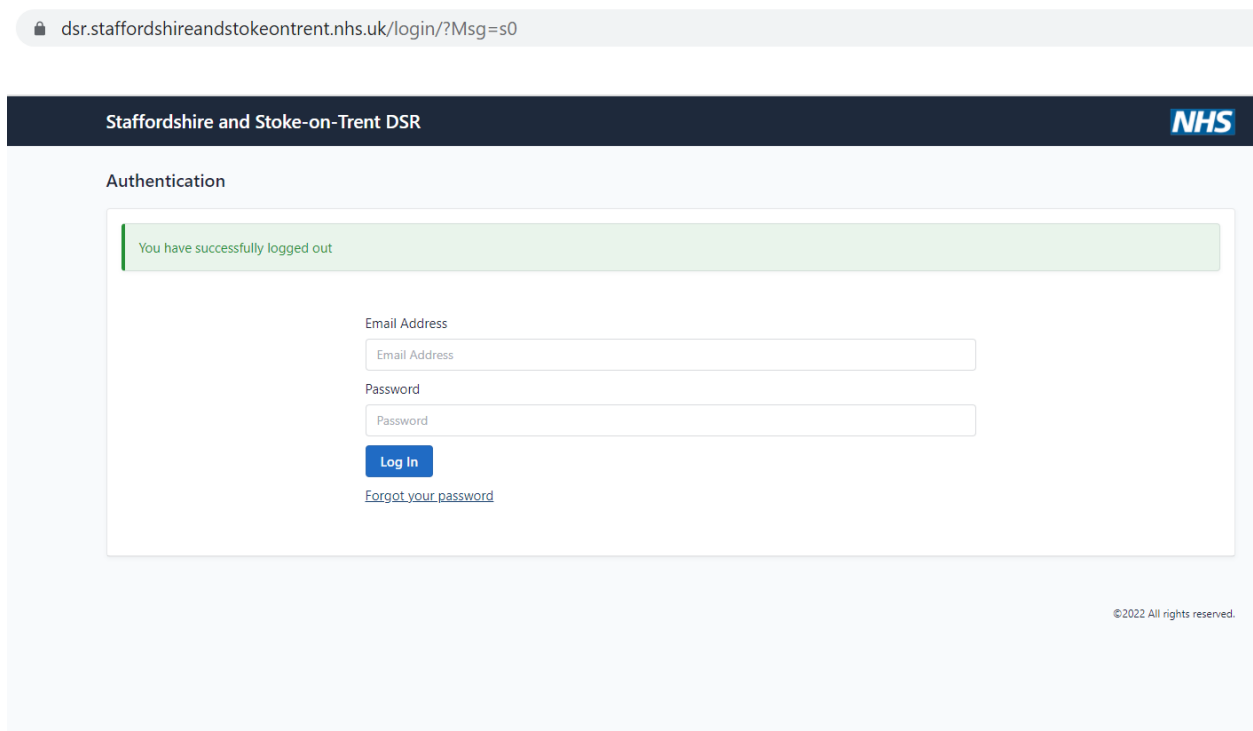 dsr.staffordshireandstokeontrent.nhs.uk/login/?Msg=s0
Staffordshire and Stoke-on-Trent DSR
NHS
Authentication
You have successfully logged out
Email Address
Email Address
Password
Password
Log In
Forgot your password
©2022 All rights reserved.